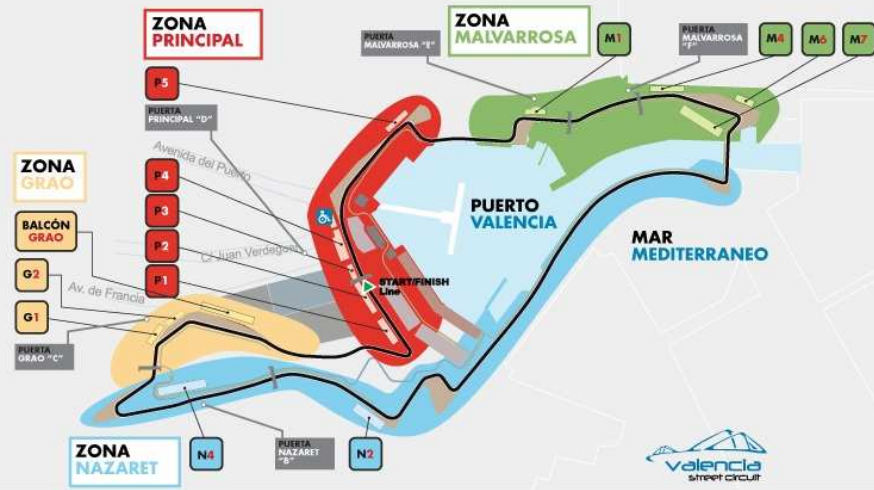 ZONA
PRINCIPAL
ZONA
MALVARROSA
PUERTA
MALVARROSA "E"
M1
PUERTA
MALVARROSA
"F"
M4
M6
M7
P5
PUERTA
PRINCIPAL "D"
Avenida del Puerto
ZONA
GRAO
P4
P3
P2
P1
BALCÓN
GRAO
C/ Juan Verdeguer
PUERTO
VALENCIA
MAR
MEDITERRANEO
START/FINISH
Line
G2
Av. de Francia
G1
PUERTA
GRAO "C"
ZONA
NAZARET
N4
PUERTA
NAZARET
"B"
N2
valencia
street circuit